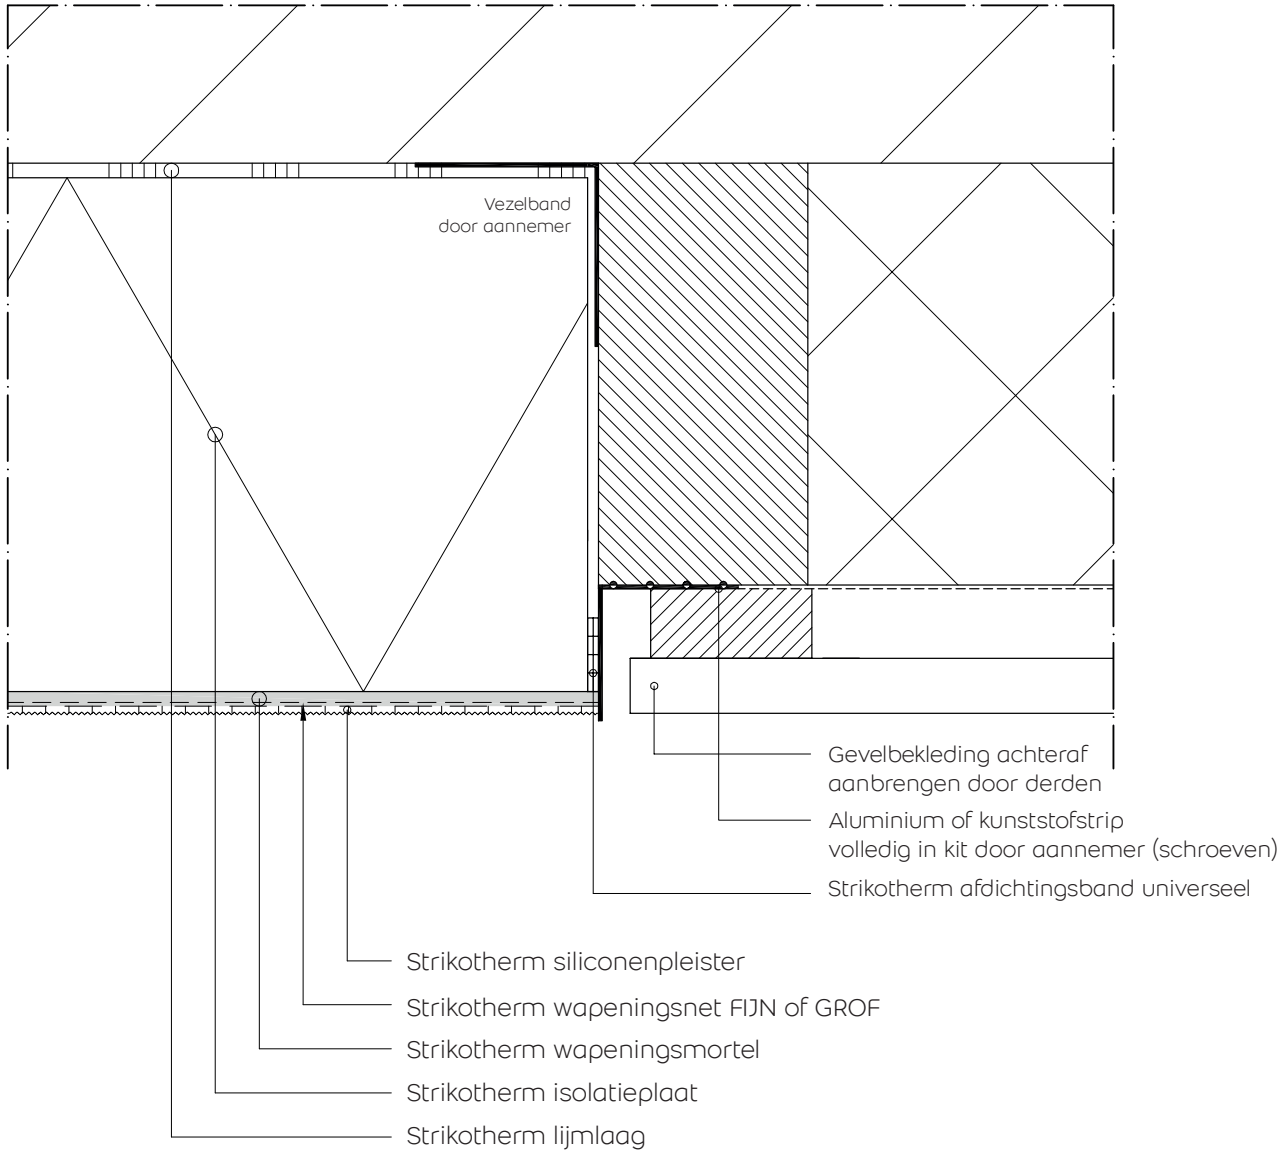 Vezelband
door aannemer
Gevelbekleding achteraf
aanbrengen door derden
Aluminium of kunststofstrip
volledig in kit door aannemer (schroeven)
Strikotherm afdichtingsband universeel
Strikotherm siliconenpleister
Strikotherm wapeningsnet FIJN of GROF
Strikotherm wapeningsmortel
Strikotherm isolatieplaat
Strikotherm lijmlaag